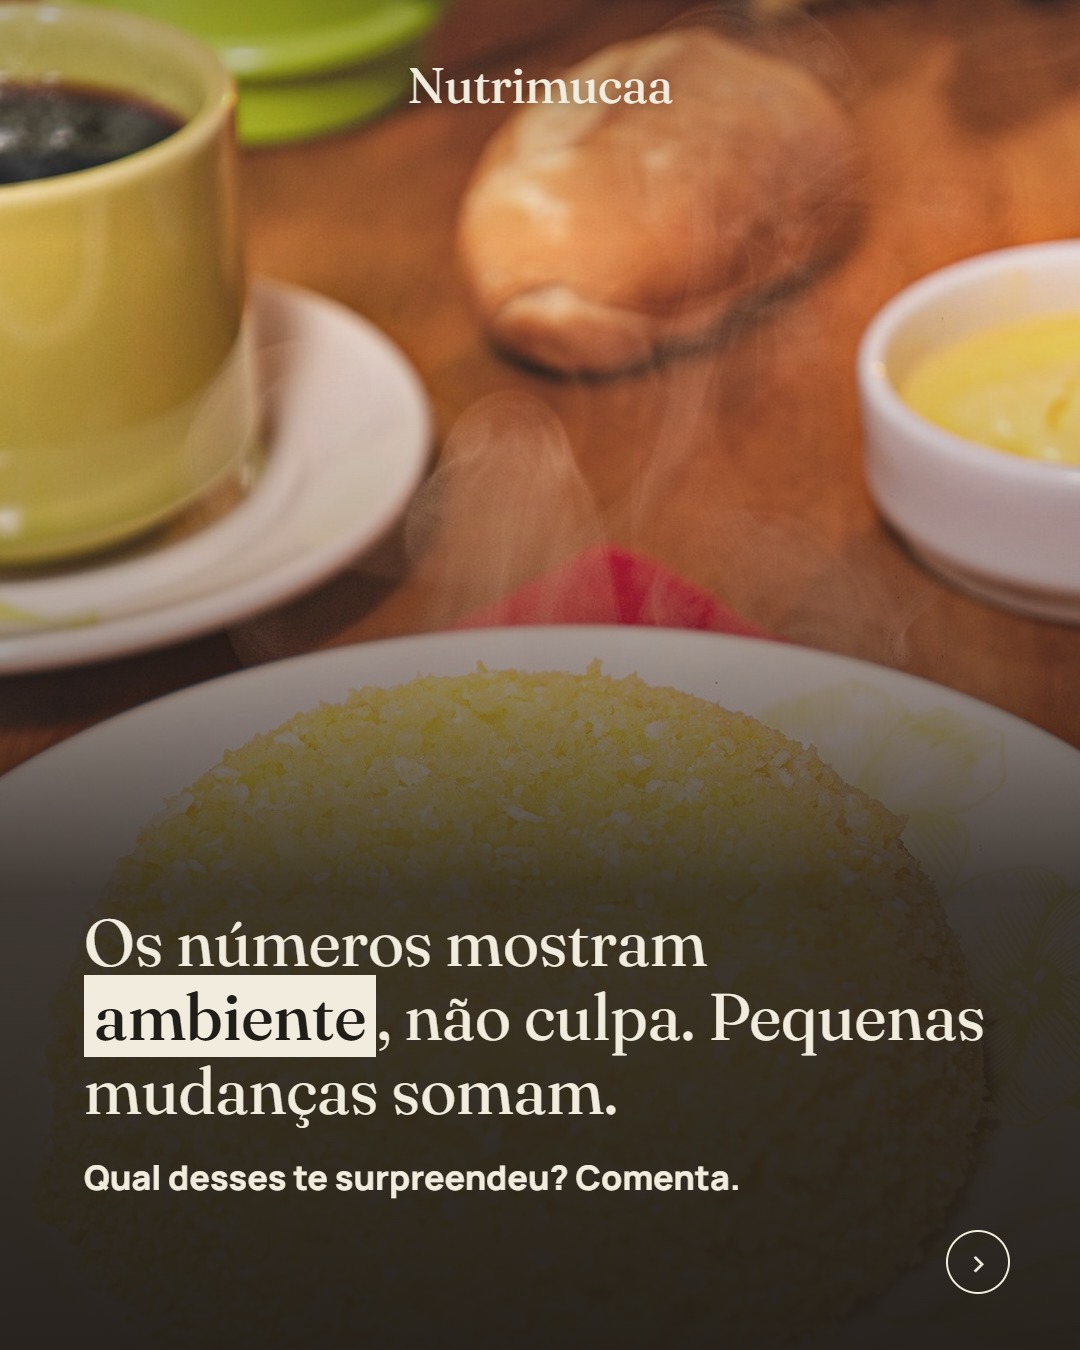 Nutrimucaa
Os números mostram
ambiente, não culpa. Pequenas
mudanças somam.
Qual desses te surpreendeu? Comenta.